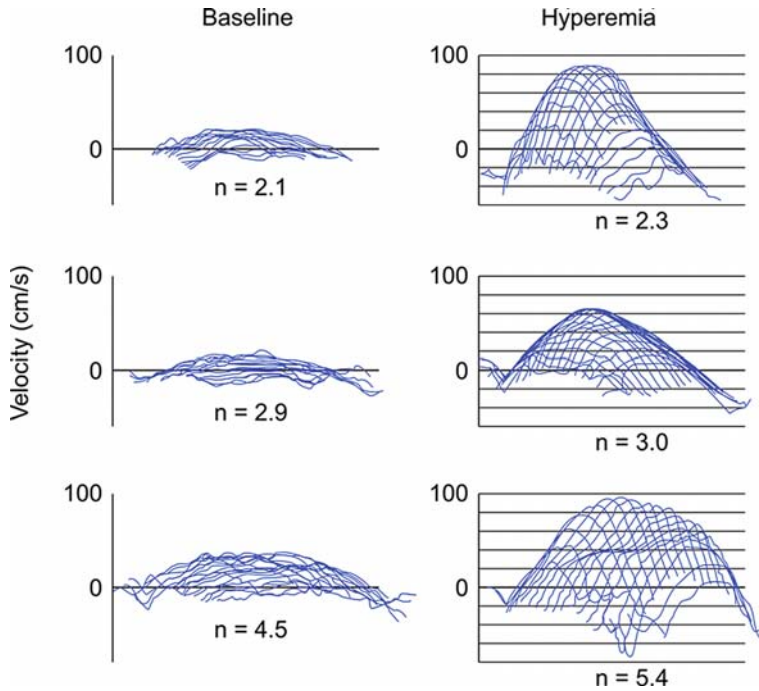 Baseline
Hyperemia
Velocity (cm/s)
100
0
n = 2.1
100
0
n = 2.3
100
0
n = 2.9
100
0
n = 3.0
100
0
n = 4.5
100
0
n = 5.4